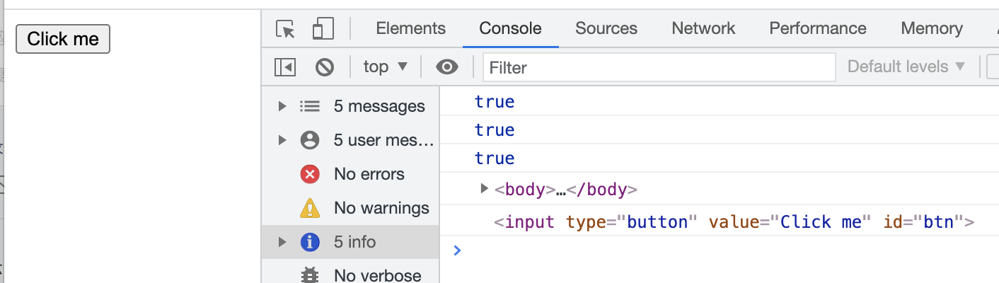 Click me
Elements Console Sources Network Performance Memory
top Filter Default levels
5 messages
5 user mes…
No errors
No warnings
5 info
No verbose
true
true
true
<body>…</body>
<input type="button" value="Click me" id="btn">